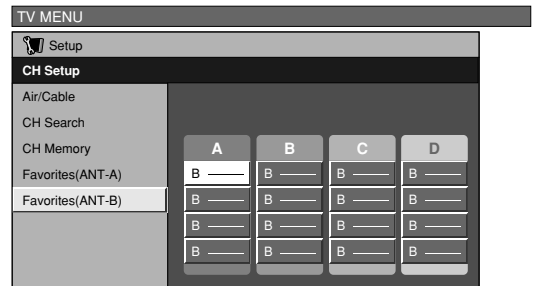 TV MENU
Setup
CH Setup
Air/Cable
CH Search
CH Memory
Favorites(ANT-A)
Favorites(ANT-B)
A B C D
B —— B —— B —— B ——
B —— B —— B —— B ——
B —— B —— B —— B ——
B —— B —— B —— B ——